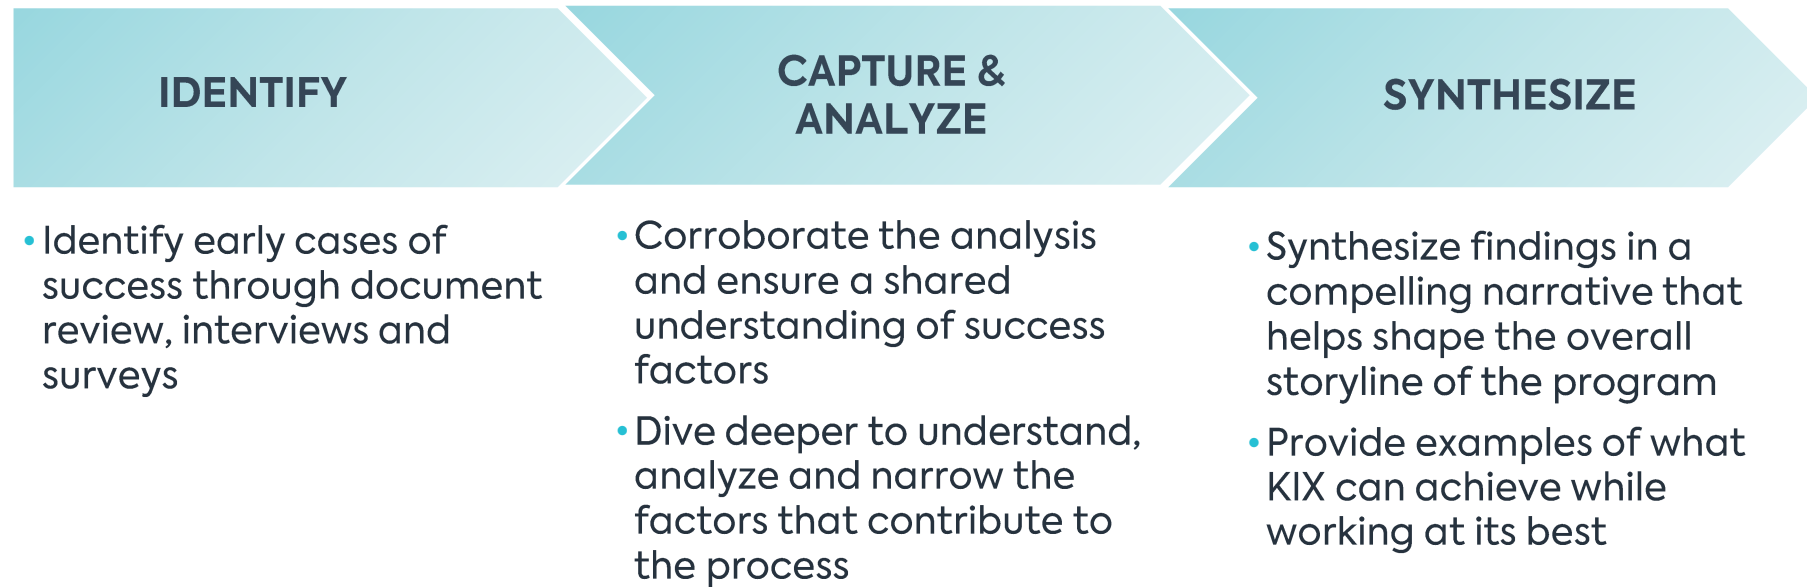 IDENTIFY
• Identify early cases of
success through document
review, interviews and
surveys
CAPTURE &
ANALYZE
• Corroborate the analysis
and ensure a shared
understanding of success
factors
• Dive deeper to understand,
analyze and narrow the
factors that contribute to
the process
SYNTHESIZE
• Synthesize findings in a
compelling narrative that
helps shape the overall
storyline of the program
• Provide examples of what
KIX can achieve while
working at its best